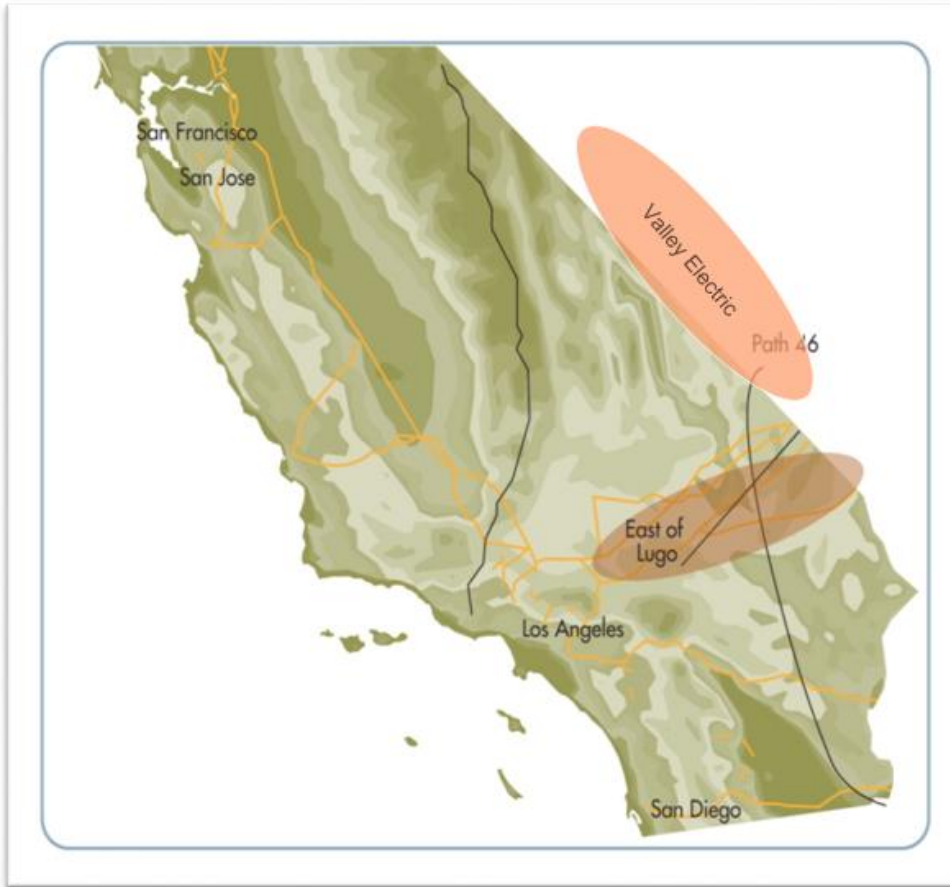 San Francisco
San Jose
Valley Electric
Path 46
East of
Lugo
Los Angeles
San Diego